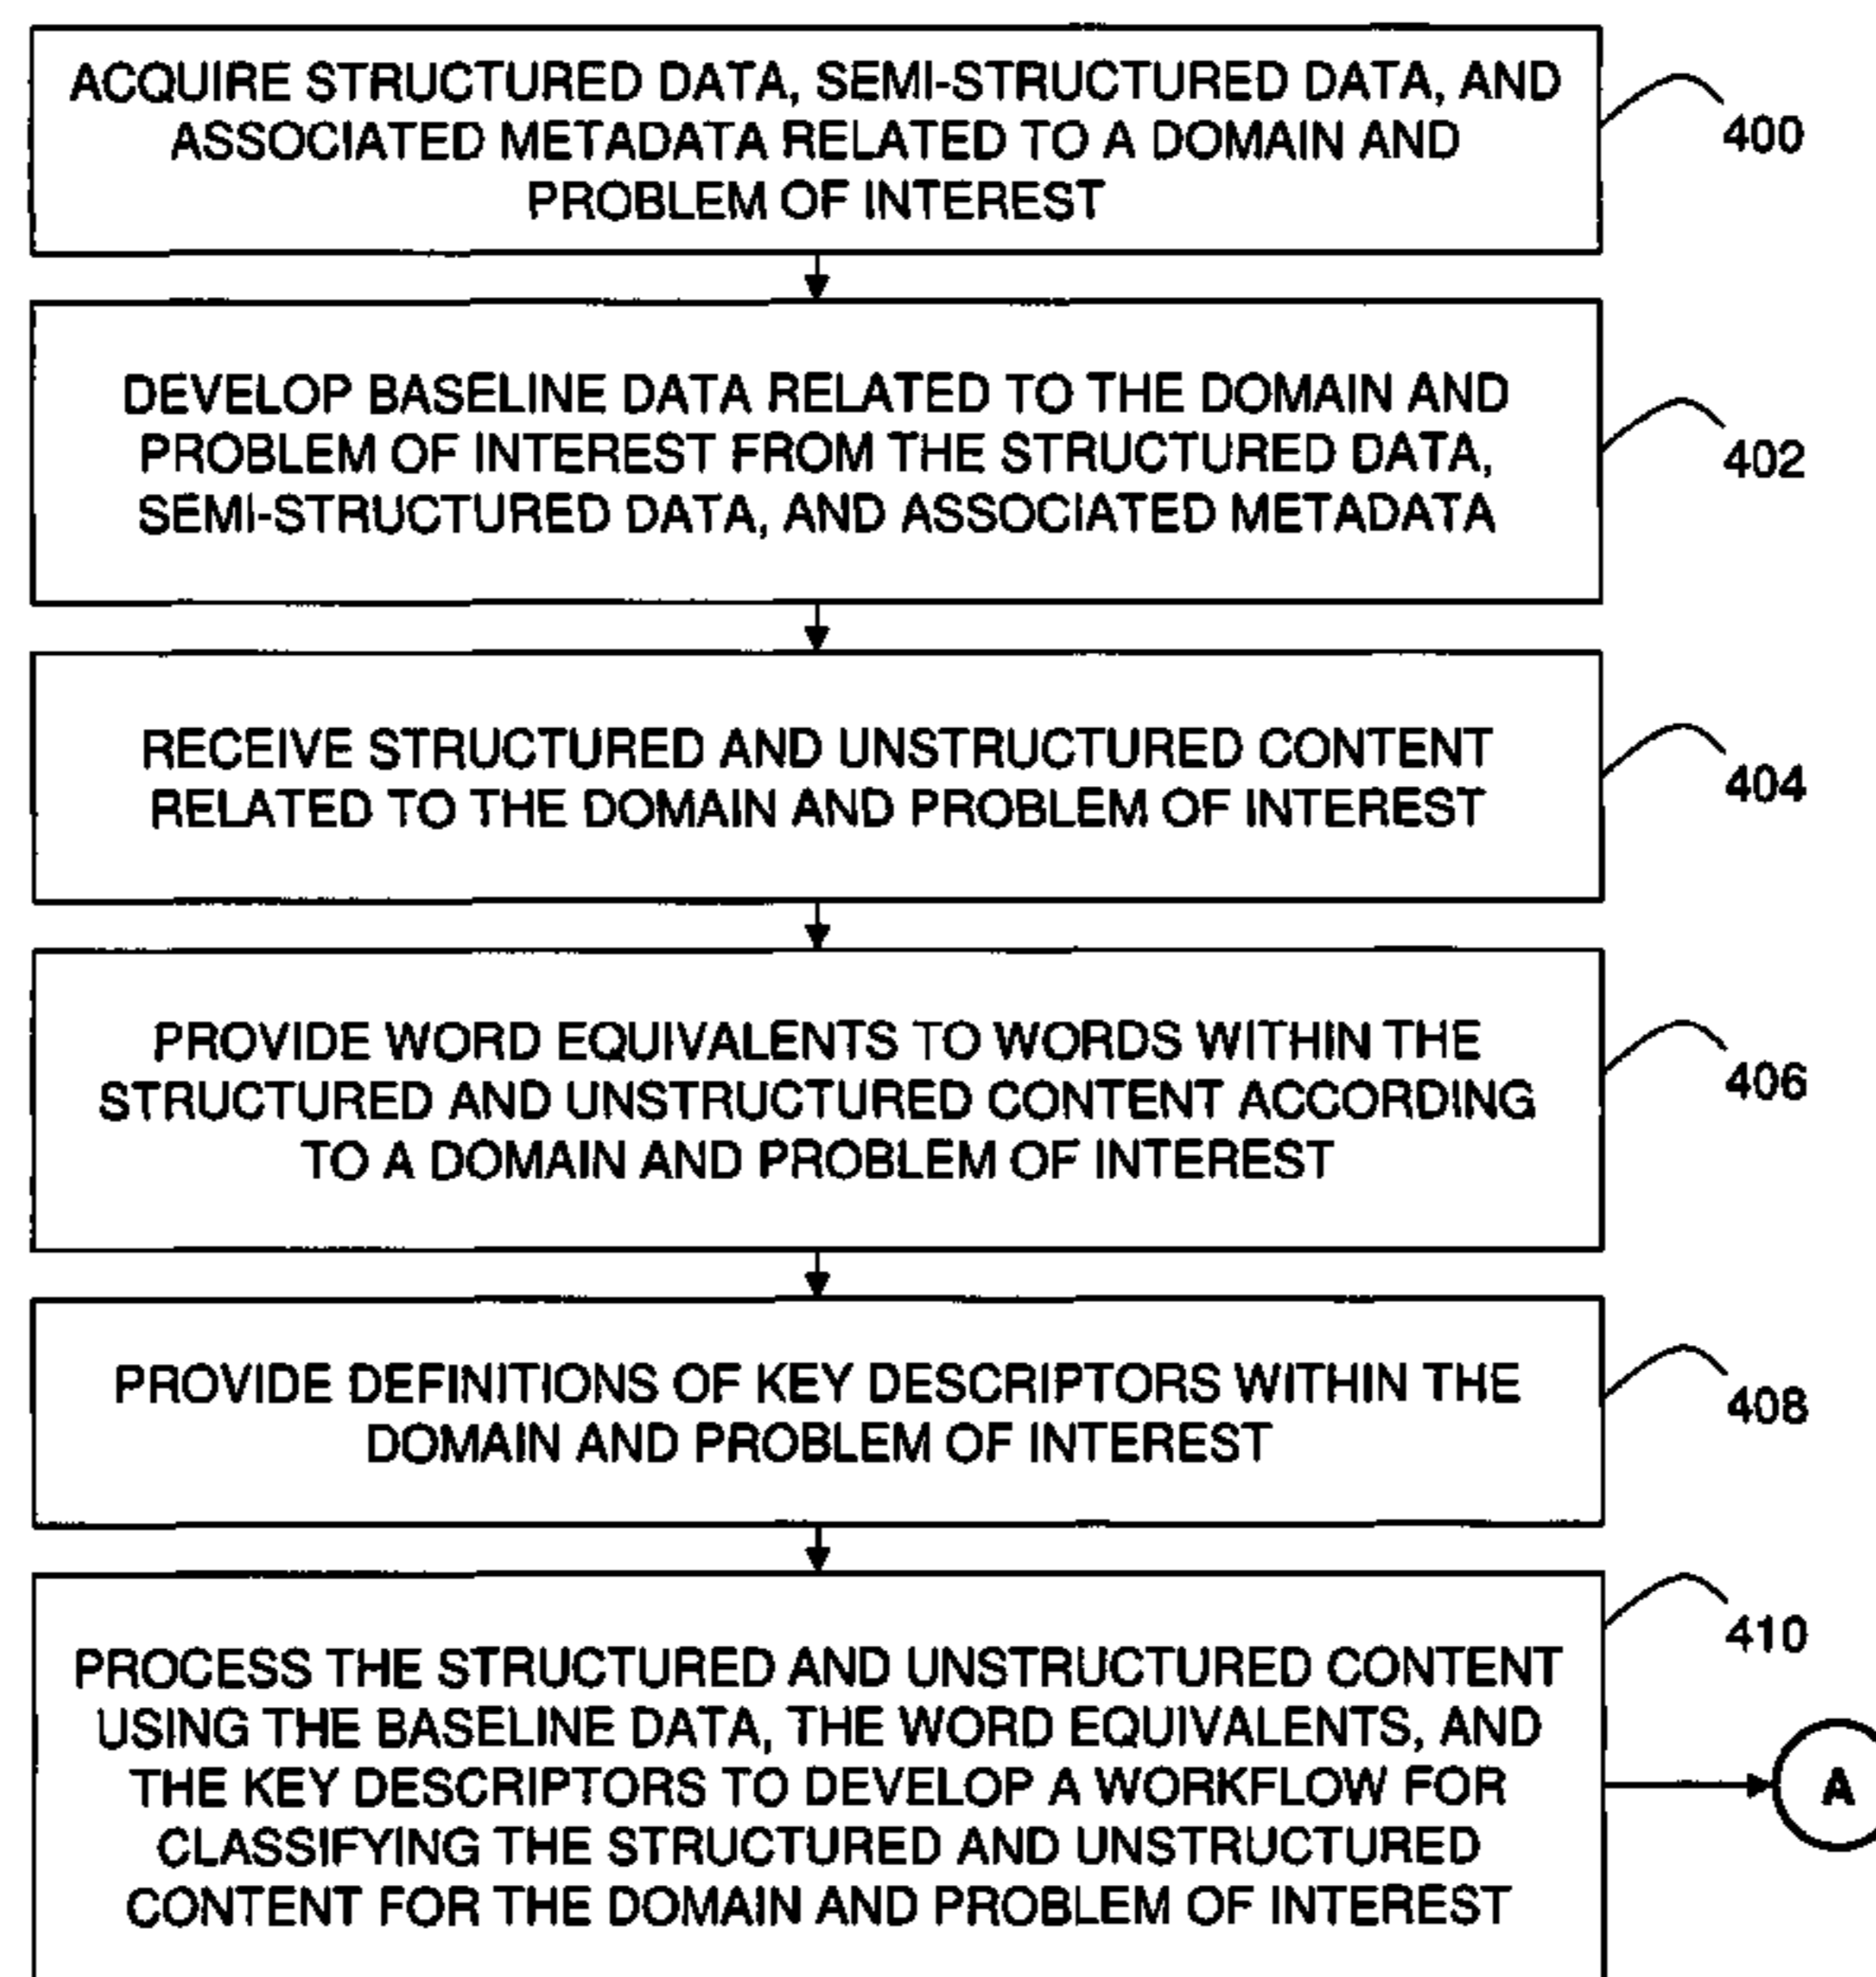 ACQUIRE STRUCTURED DATA, SEMI-STRUCTURED DATA, AND
ASSOCIATED METADATA RELATED TO A DOMAIN AND
PROBLEM OF INTEREST
400
DEVELOP BASELINE DATA RELATED TO THE DOMAIN AND
PROBLEM OF INTEREST FROM THE STRUCTURED DATA,
SEMI-STRUCTURED DATA, AND ASSOCIATED METADATA
402
RECEIVE STRUCTURED AND UNSTRUCTURED CONTENT
RELATED TO THE DOMAIN AND PROBLEM OF INTEREST
404
PROVIDE WORD EQUIVALENTS TO WORDS WITHIN THE
STRUCTURED AND UNSTRUCTURED CONTENT ACCORDING
TO A DOMAIN AND PROBLEM OF INTEREST
406
PROVIDE DEFINITIONS OF KEY DESCRIPTORS WITHIN THE
DOMAIN AND PROBLEM OF INTEREST
408
PROCESS THE STRUCTURED AND UNSTRUCTURED CONTENT
USING THE BASELINE DATA, THE WORD EQUIVALENTS, AND
THE KEY DESCRIPTORS TO DEVELOP A WORKFLOW FOR
CLASSIFYING THE STRUCTURED AND UNSTRUCTURED
CONTENT FOR THE DOMAIN AND PROBLEM OF INTEREST
410
A